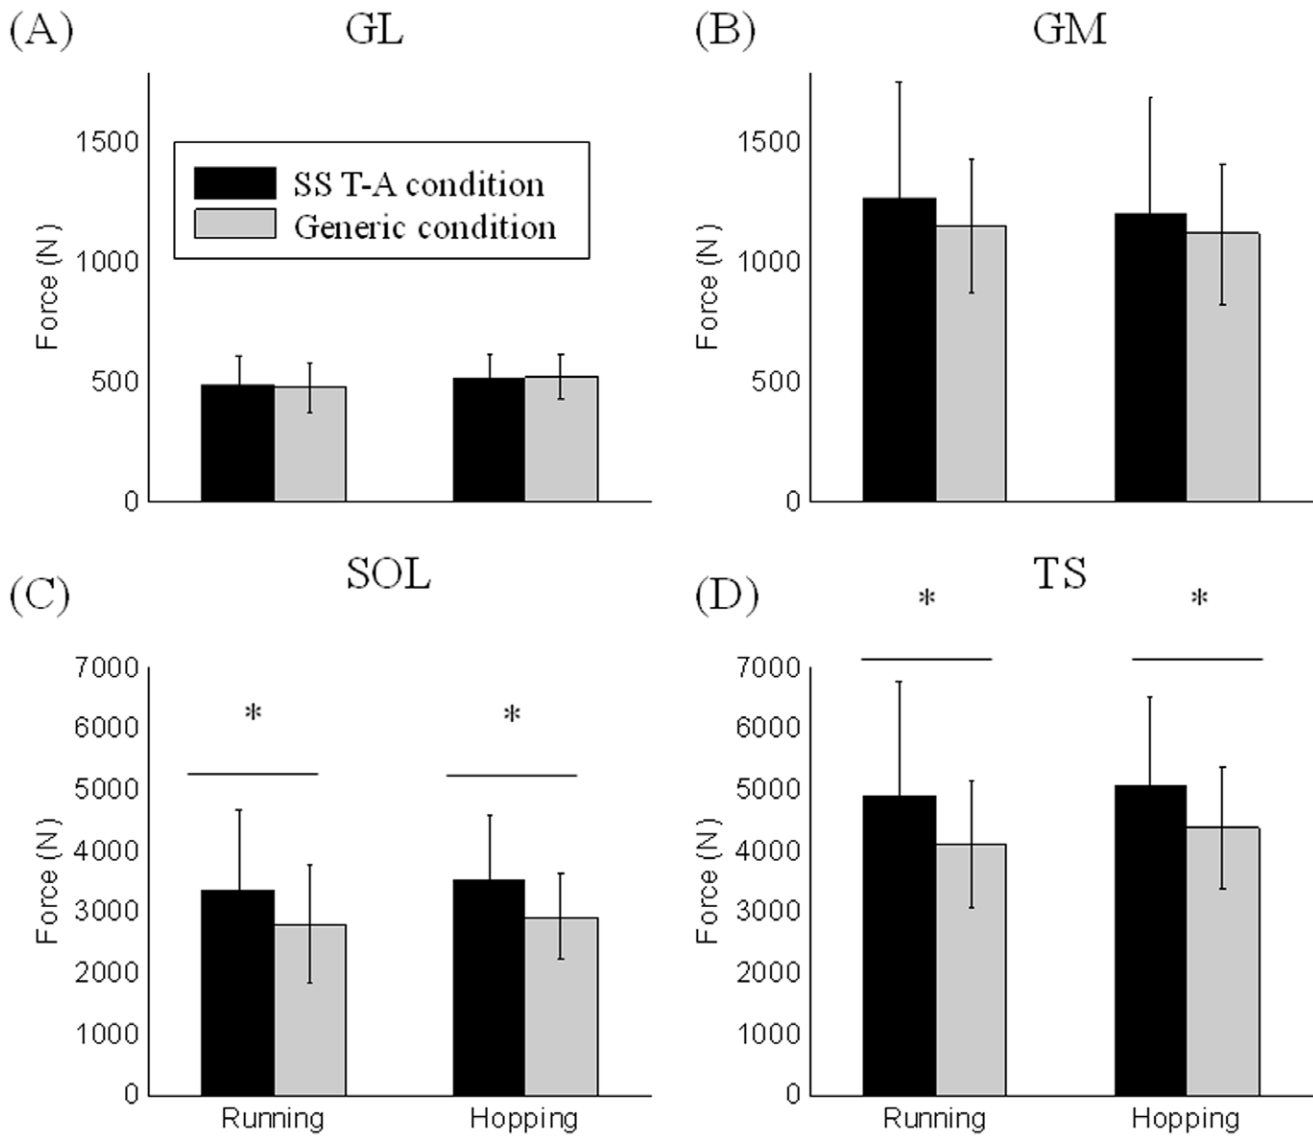 (A) GL
1500
1000
500
0
Force (N)
SS T-A condition
Generic condition
(B) GM
1500
1000
500
0
Force (N)
(C) SOL
7000
6000
5000
4000
3000
2000
1000
0
Force (N)
* *
Running Hopping
(D) TS
* *
7000
6000
5000
4000
3000
2000
1000
0
Force (N)
Running Hopping